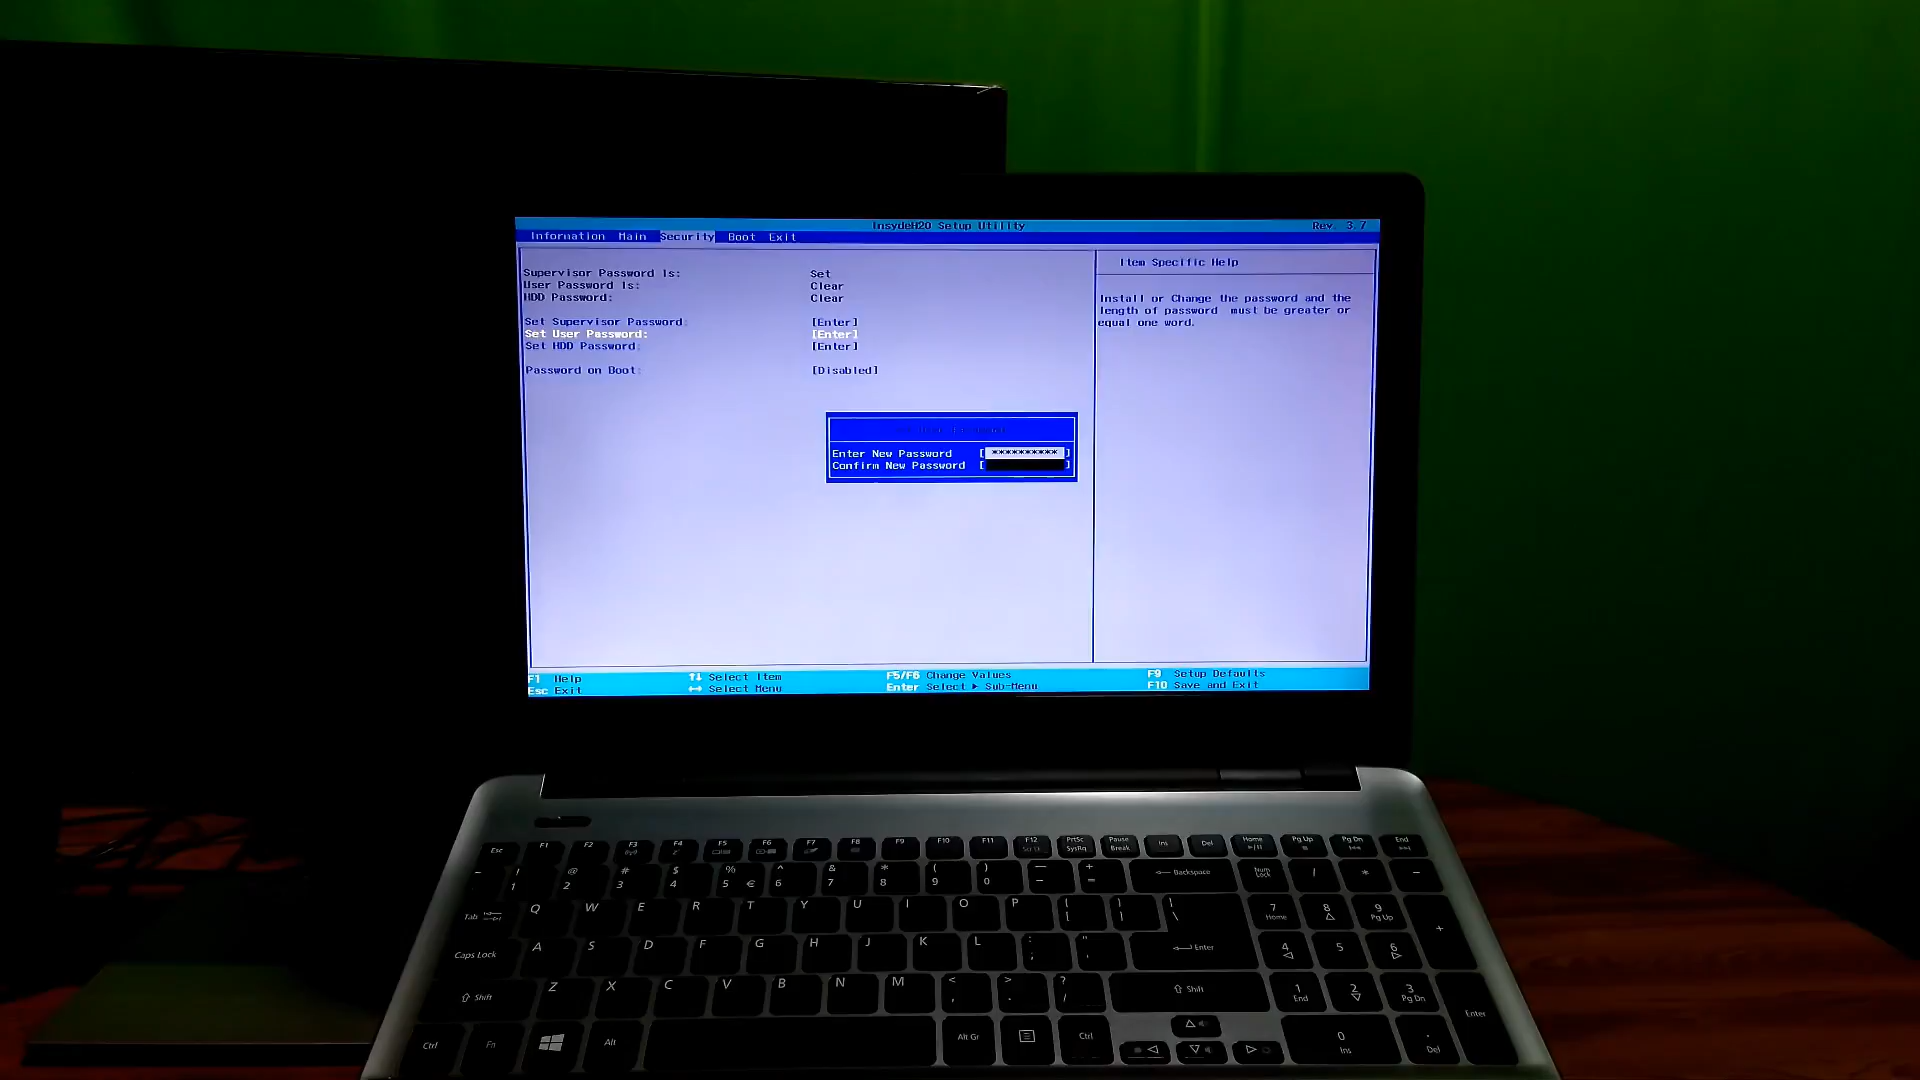 InsydeH20 Setup Utility Rev. 3.7
Information Main Security Boot Exit
Supervisor Password Is: Set
User Password Is: Clear
HDD Password: Clear
Set Supervisor Password: [Enter]
Set User Password: [Enter]
Set HDD Password: [Enter]
Password on Boot: [Disabled]
Item Specific Help
Install or Change the password and the
length of password must be greater or
equal one word.
Enter New Password [ ********** ]
Confirm New Password [ ]
F1 Help ↑↓ Select Item F5/F6 Change Values F9 Setup Defaults
Esc Exit ↔ Select Menu Enter Select ▶ Sub-Menu F10 Save and Exit
Esc F1 F2 F3 F4 F5 F6 F7 F8 F9 F10 F11 F12 PrtSc Pause Ins Del Home Pg Up Pg Dn End
SysRq Break
! @ # $ % ^ & * ( ) — +
1 2 3 4 5 € 6 7 8 9 0 – = Backspace Num Lock / * –
Tab Q W E R T Y U I O P [ ] \ 7 Home 8 9 Pg Up +
Caps Lock A S D F G H J K L : ; " ' Enter 4 5 6
Shift Z X C V B N M < , > . ? / Shift 1 End 2 3 Pg Dn Enter
Ctrl Fn Alt Alt Gr Ctrl 0 Ins . Del